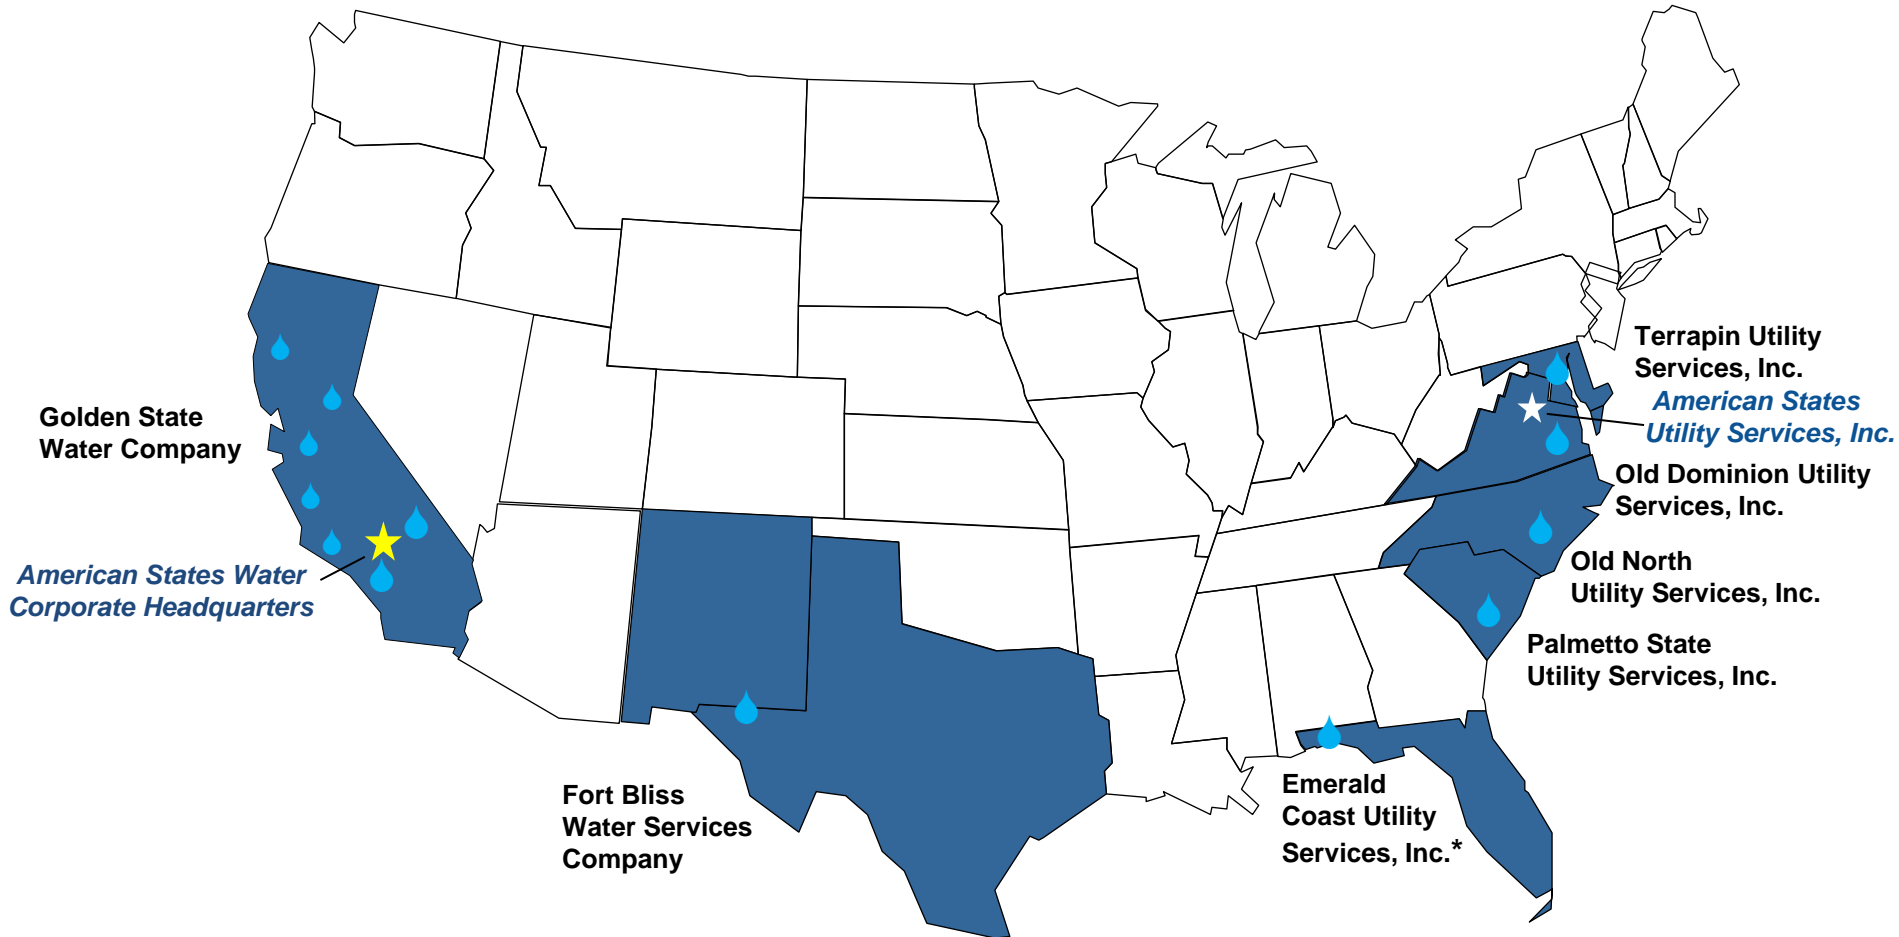 Golden State
Water Company
American States Water
Corporate Headquarters
Fort Bliss
Water Services
Company
Emerald
Coast Utility
Services, Inc.*
Terrapin Utility
Services, Inc.
American States
Utility Services, Inc.
Old Dominion Utility
Services, Inc.
Old North
Utility Services, Inc.
Palmetto State
Utility Services, Inc.